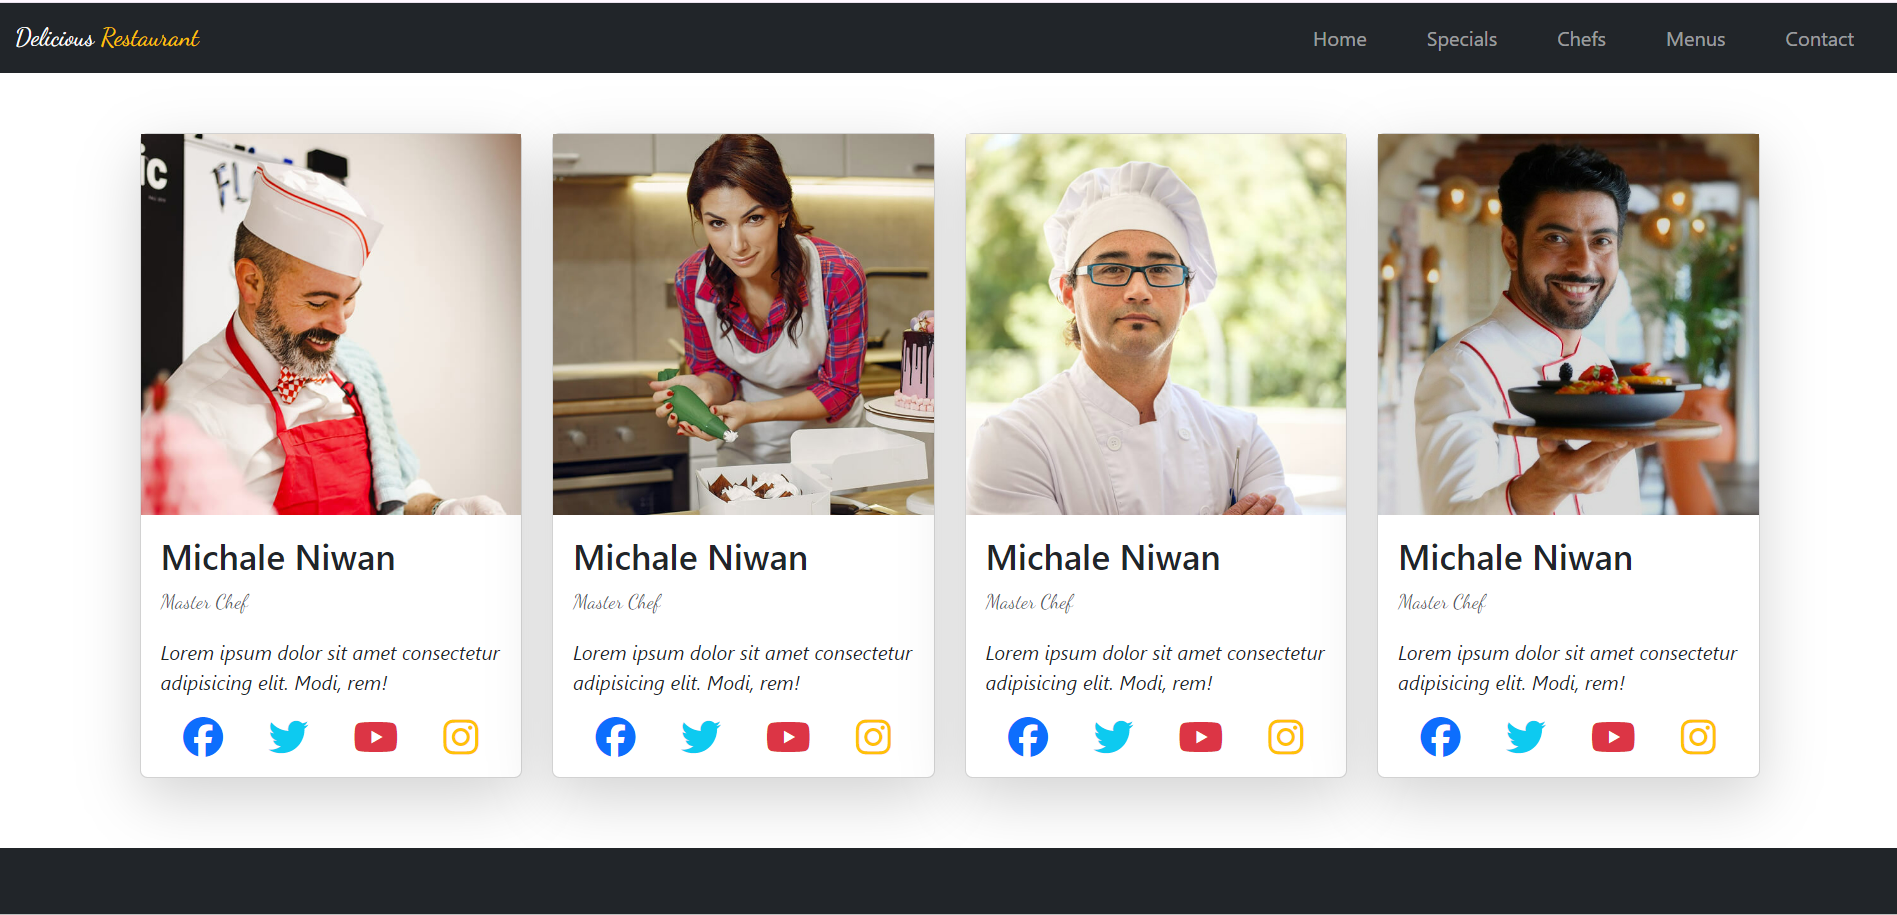 Delicious Restaurant
Home Specials Chefs Menus Contact
ic
FL
Michale Niwan
Master Chef
Lorem ipsum dolor sit amet consectetur
adipisicing elit. Modi, rem!
Michale Niwan
Master Chef
Lorem ipsum dolor sit amet consectetur
adipisicing elit. Modi, rem!
Michale Niwan
Master Chef
Lorem ipsum dolor sit amet consectetur
adipisicing elit. Modi, rem!
Michale Niwan
Master Chef
Lorem ipsum dolor sit amet consectetur
adipisicing elit. Modi, rem!